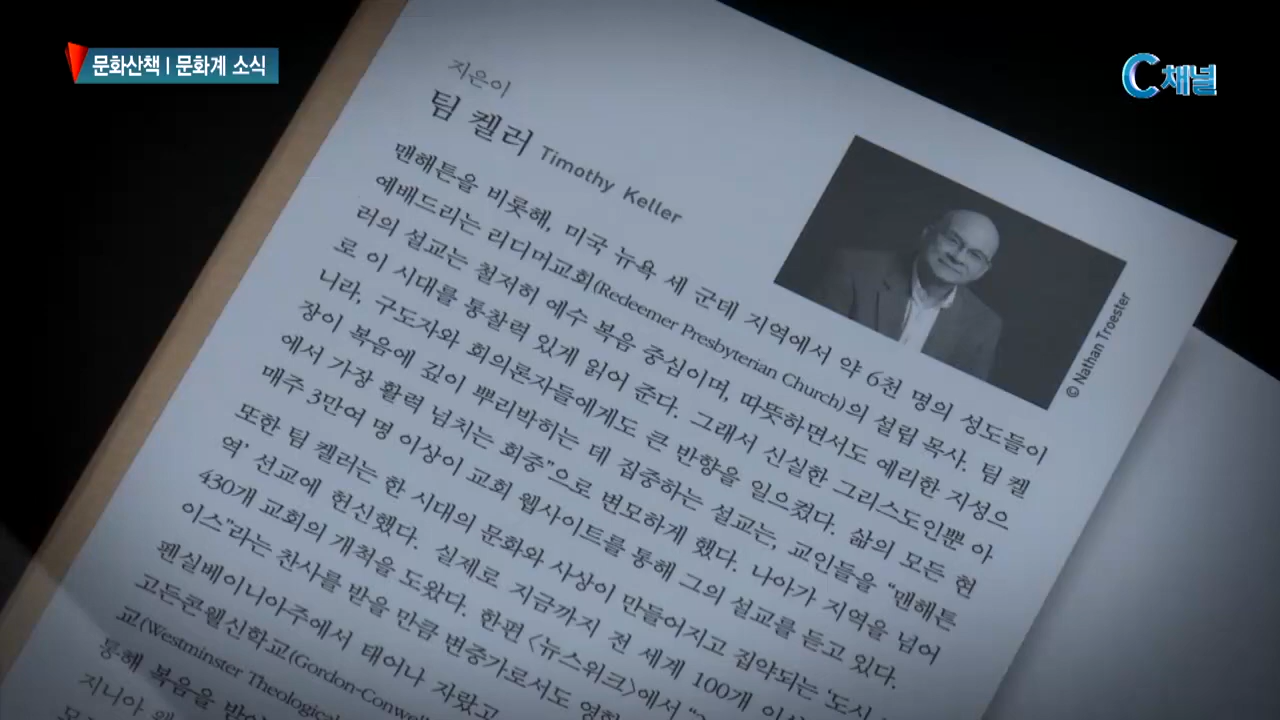 문화산책 | 문화계 소식
C채널
지은이
팀 켈러 Timothy Keller
맨해튼을 비롯해, 미국 뉴욕 세 군데 지역에서 약 6천 명의 성도들이
예배드리는 리디머교회(Redeemer Presbyterian Church)의 설립 목사. 팀 켈
러의 설교는 철저히 예수 복음 중심이며, 따뜻하면서도 예리한 지성으
로 이 시대를 통찰력 있게 읽어 준다. 그래서 신실한 그리스도인뿐 아
니라, 구도자와 회의론자들에게도 큰 반향을 일으켰다. 삶의 모든 현
장이 복음에 깊이 뿌리박히는 데 집중하는 설교는, 교인들을 “맨해튼
에서 가장 활력 넘치는 회중”으로 변모하게 했다. 나아가 지역을 넘어
매주 3만여 명 이상이 교회 웹사이트를 통해 그의 설교를 듣고 있다.
또한 팀 켈러는 한 시대의 문화와 사상이 만들어지고 집약되는 ‘도시
역’ 선교에 헌신했다. 실제로 지금까지 전 세계 100개 이상
430개 교회의 개척을 도왔다. 한편 〈뉴스위크〉에서
이스”라는 찬사를 받을 만큼 변증가로서도
펜실베이니아주에서 태어나 자랐고
고든콘웰신학교(Gordon-Conwell
교(Westminster Theological
통해 복음을
지니아
© Nathan Troester